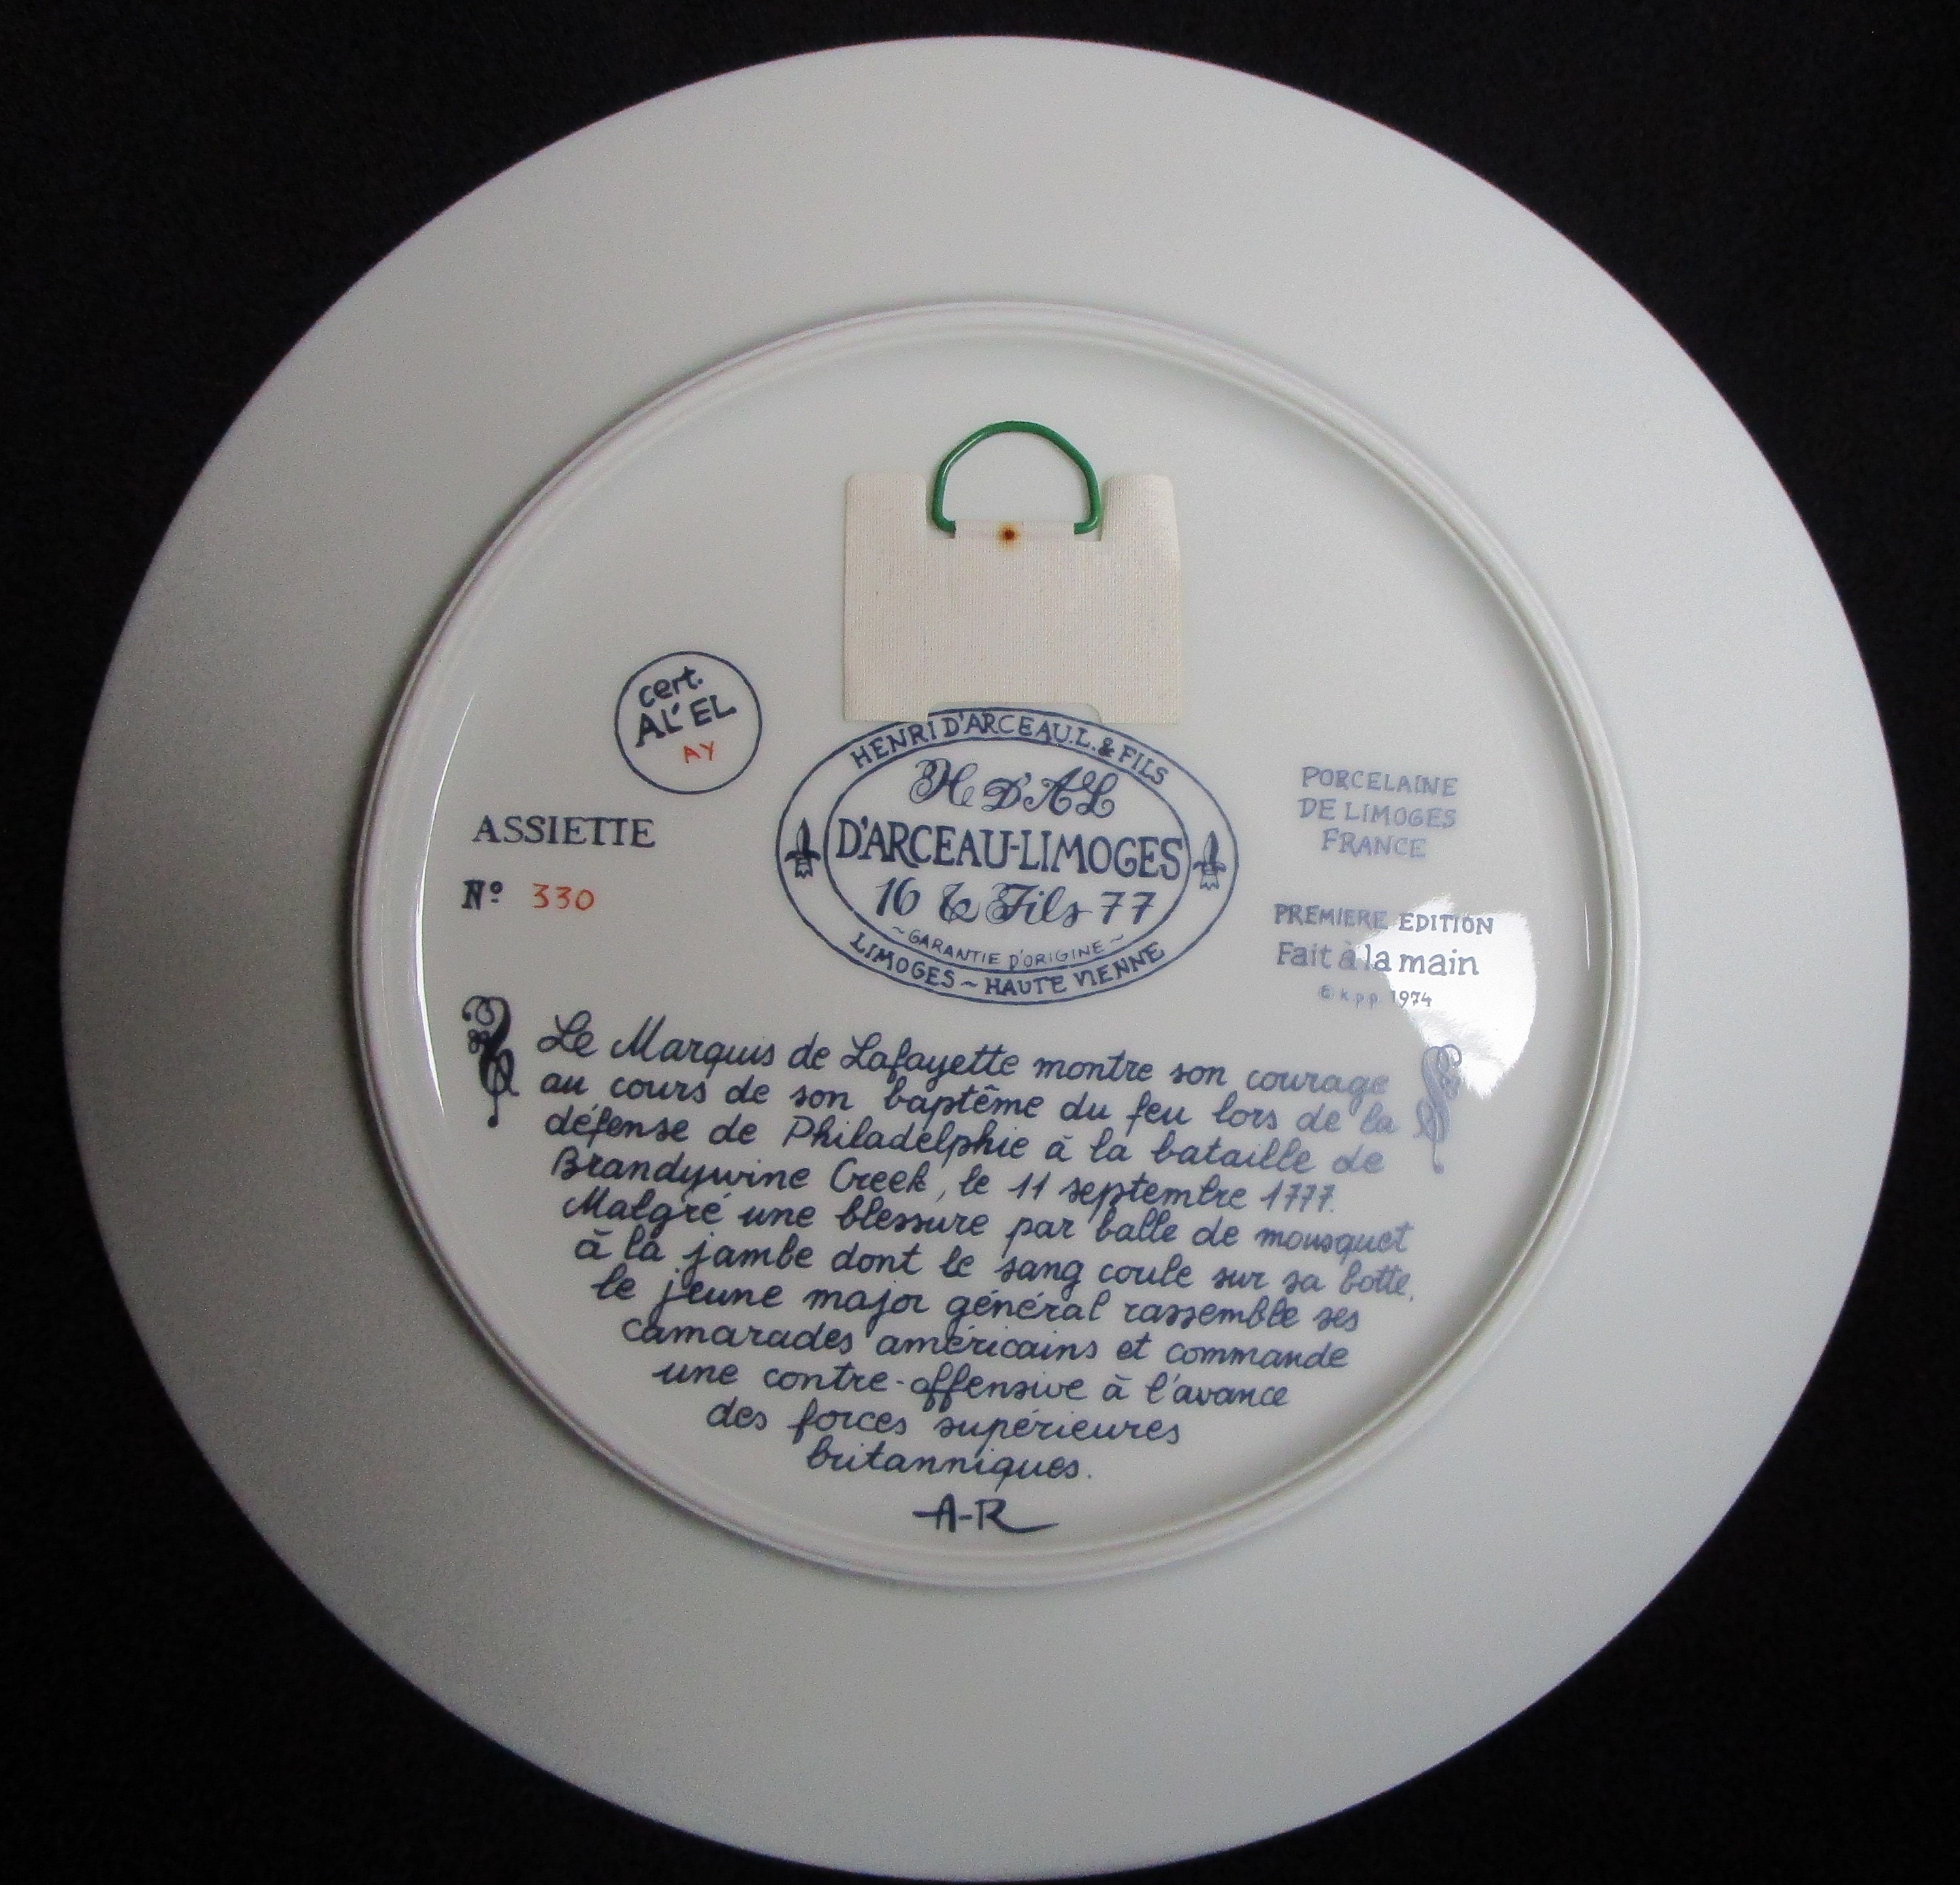 cert.
AL' EL
AY
ASSIETTE
Nº 330
HENRI D'ARCEAU.L. & FILS
H D'AL
D'ARCEAU-LIMOGES
16 & Fils 77
~GARANTIE D'ORIGINE~
LIMOGES ~ HAUTE VIENNE
PORCELAINE
DE LIMOGES
FRANCE
PREMIERE EDITION
Fait à la main
© k.p.p. 1974
Le Marquis de Lafayette montre son courage
au cours de son baptême du feu lors de la
défense de Philadelphie à la bataille de
Brandywine Creek, le 11 septembre 1777.
Malgré une blessure par balle de mousquet
à la jambe dont le sang coule sur sa botte,
le jeune major général rassemble ses
camarades américains et commande
une contre-offensive à l'avance
des forces supérieures
britanniques.
A-R